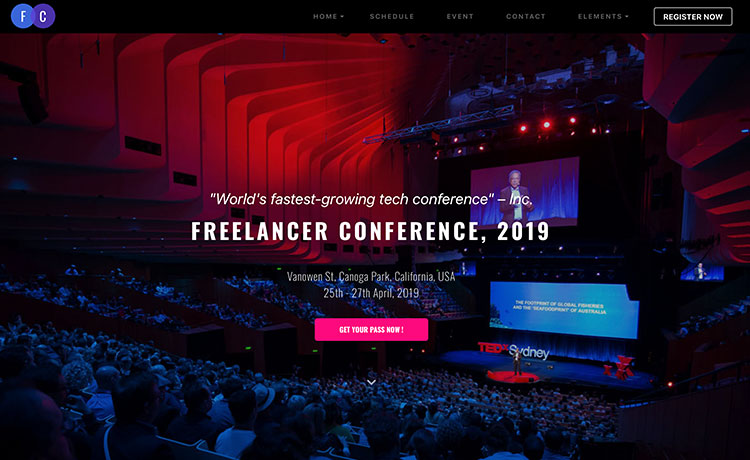 F C
HOME
SCHEDULE
EVENT
CONTACT
ELEMENTS
REGISTER NOW
"World's fastest-growing tech conference" – Inc.
FREELANCER CONFERENCE, 2019
Vanowen St, Canoga Park, California, USA
25th - 27th April, 2019
GET YOUR PASS NOW !
THE FOOTPRINT OF GLOBAL FISHERIES
AND THE "SEAFOODPRINT" OF AUSTRALIA
TEDxSydney